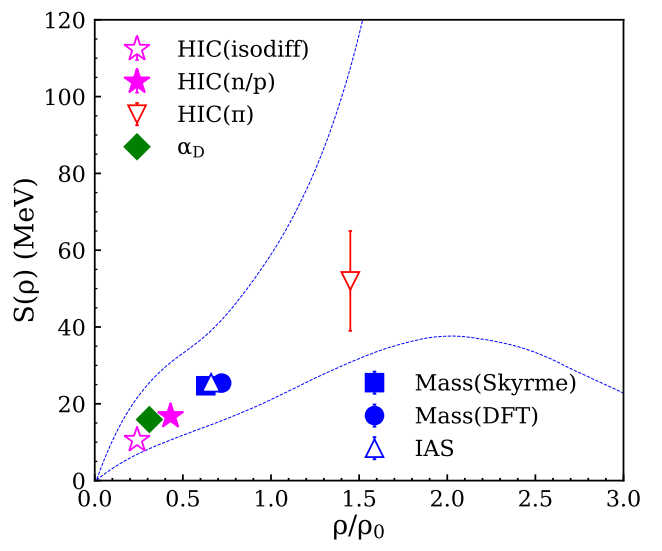 120
100
80
60
40
20
0
S(ρ) (MeV)
HIC(isodiff)
HIC(n/p)
HIC(π)
α_D
Mass(Skyrme)
Mass(DFT)
IAS
0.0 0.5 1.0 1.5 2.0 2.5 3.0
ρ/ρ₀